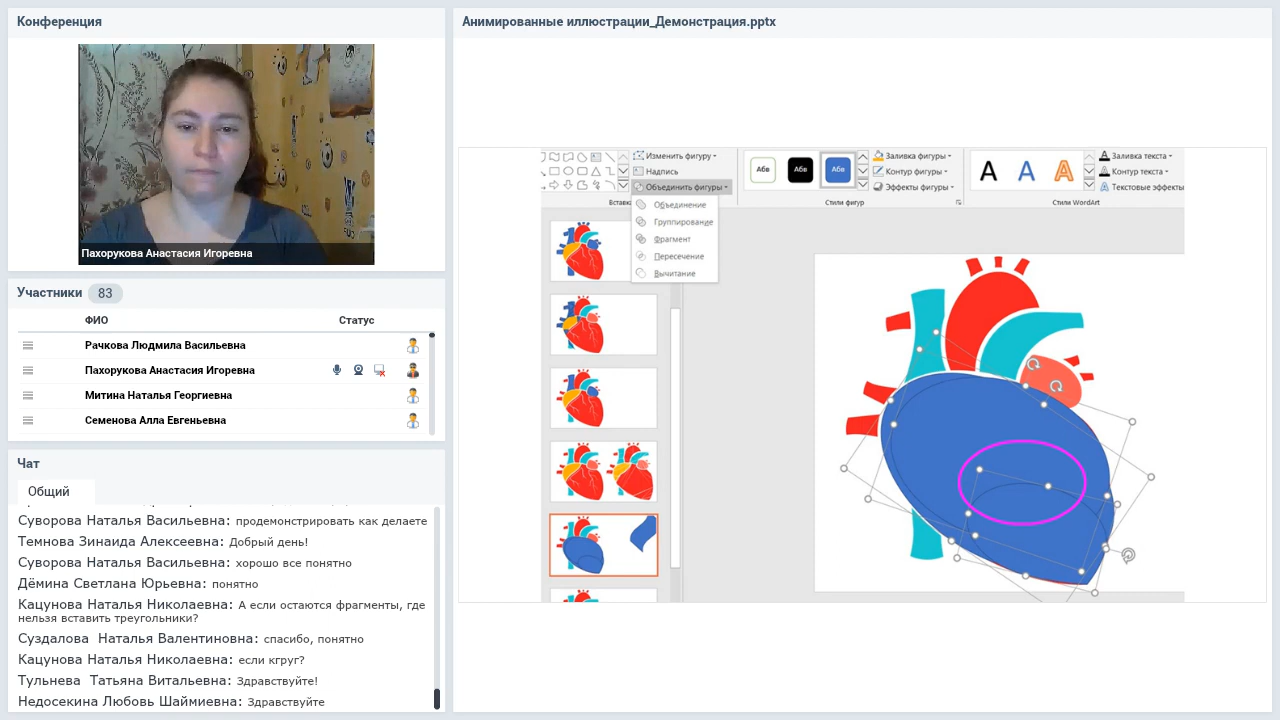 Конференция
Пахорукова Анастасия Игоревна
Участники 83
ФИО Статус
Рачкова Людмила Васильевна
Пахорукова Анастасия Игоревна
Митина Наталья Георгиевна
Семенова Алла Евгеньевна
Чат
Общий
Суворова Наталья Васильевна: продемонстрировать как делаете
Темнова Зинаида Алексеевна: Добрый день!
Суворова Наталья Васильевна: хорошо все понятно
Дёмина Светлана Юрьевна: понятно
Кацунова Наталья Николаевна: А если остаются фрагменты, где
нельзя вставить треугольники?
Суздалова Наталья Валентиновна: спасибо, понятно
Кацунова Наталья Николаевна: если кгруг?
Тульнева Татьяна Витальевна: Здравствуйте!
Недосекина Любовь Шаймиевна: Здравствуйте
Анимированные иллюстрации_Демонстрация.pptx
Изменить фигуру
Надпись
Объединить фигуры
Вставка
Объединение
Группирование
Фрагмент
Пересечение
Вычитание
Абв Абв Абв
Заливка фигуры
Контур фигуры
Эффекты фигуры
Стили фигур
А А А
Заливка текста
Контур текста
Текстовые эффекты
Стили WordArt